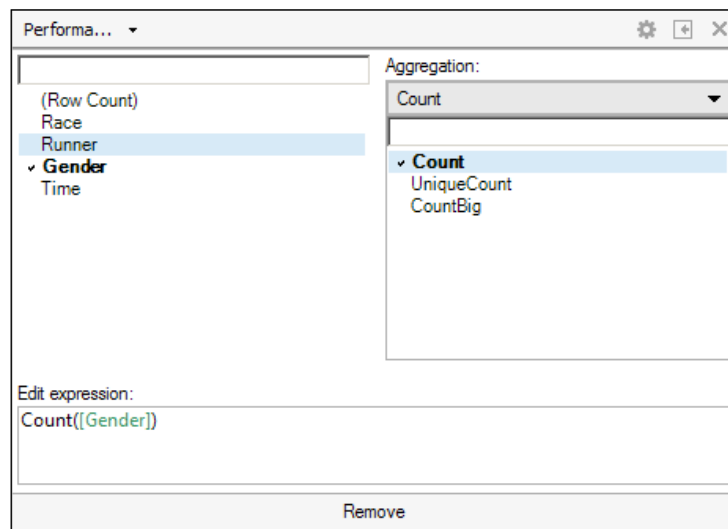 Performa...
Aggregation:
Count
(Row Count)
Race
Runner
Gender
Time
Count
UniqueCount
CountBig
Edit expression:
Count([Gender])
Remove